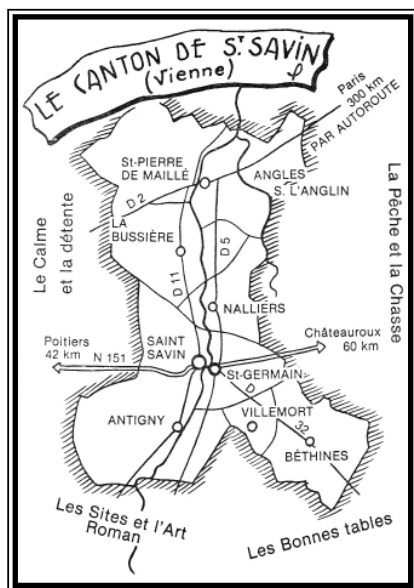 LE CANTON DE ST SAVIN
(Vienne)
Paris
300 km
PAR AUTOROUTE
St-PIERRE
DE MAILLÉ
ANGLES
S. L'ANGLIN
D 2
LA
BUSSIÈRE
D 5
D 11
Le Calme
et la détente
La Pêche et la Chasse
NALLIERS
Poitiers
42 km
N 151
SAINT
SAVIN
Châteauroux
60 km
St-GERMAIN
D
32
ANTIGNY
VILLEMORT
BÉTHINES
Les Sites et l'Art
Roman
Les Bonnes tables